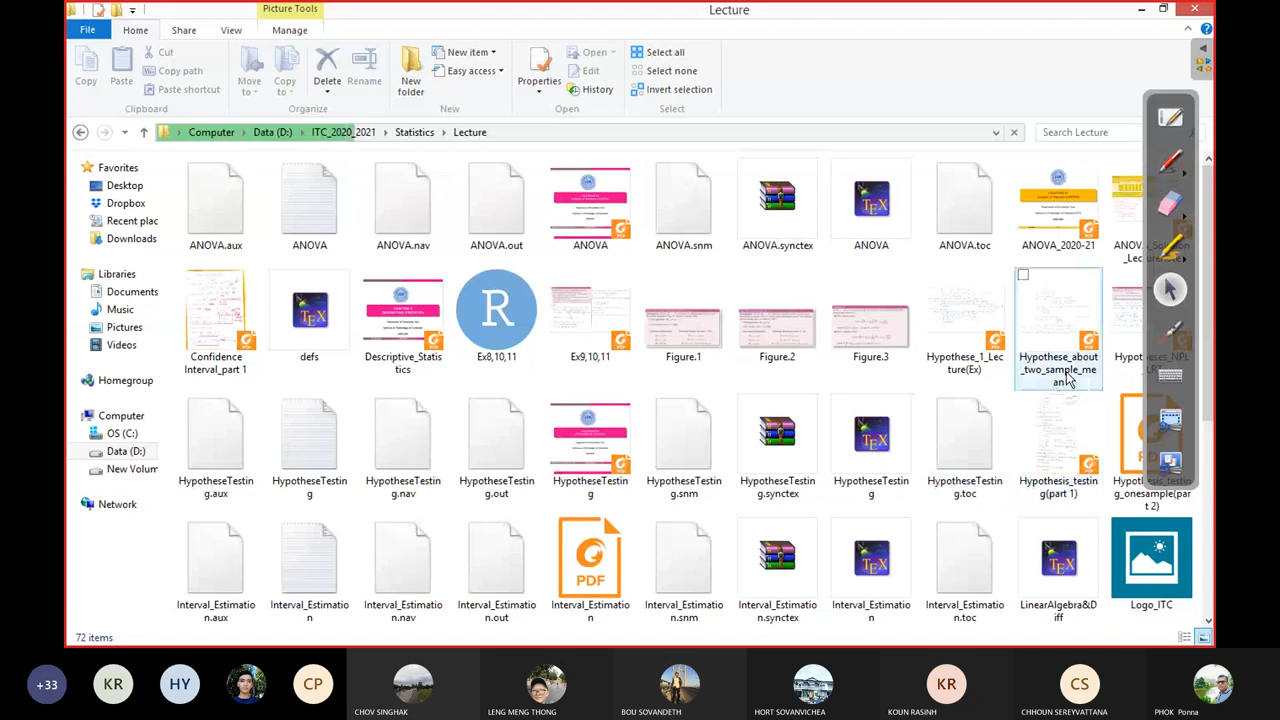 Picture Tools
Lecture
File
Home
Share
View
Manage
Copy
Paste
Cut
Copy path
Paste shortcut
Clipboard
Move to
Copy to
Delete
Rename
Organize
New folder
New item
Easy access
New
Properties
Open
Edit
History
Open
Select all
Select none
Invert selection
Select
Computer
Data (D:)
ITC_2020_2021
Statistics
Lecture
Search Lecture
Favorites
Desktop
Dropbox
Recent plac
Downloads
Libraries
Documents
Music
Pictures
Videos
Homegroup
Computer
OS (C:)
Data (D:)
New Volum
Network
ANOVA.aux
ANOVA
ANOVA.nav
ANOVA.out
ANOVA
ANOVA.snm
ANOVA.synctex
ANOVA
ANOVA.toc
ANOVA_2020-21
Confidence
Interval_part 1
defs
Descriptive_Statis
tics
R
Ex8,10,11
Ex9,10,11
Figure.1
Figure.2
Figure.3
Hypothese_1_Lec
ture(Ex)
Hypothese_about
_two_sample_me
an
HypotheseTestin
g.aux
HypotheseTestin
g
HypotheseTestin
g.nav
HypotheseTestin
g.out
HypotheseTestin
g
HypotheseTestin
g.snm
HypotheseTestin
g.synctex
HypotheseTestin
g
HypotheseTestin
g.toc
Hypothesis_testin
g(part 1)
Hypothesis_testin
g_onesample(par
t 2)
PDF
Interval_Estimatio
n.aux
Interval_Estimatio
n
Interval_Estimatio
n.nav
Interval_Estimatio
n.out
Interval_Estimatio
n
Interval_Estimatio
n.snm
Interval_Estimatio
n.synctex
Interval_Estimatio
n
Interval_Estimatio
n.toc
LinearAlgebra&D
iff
Logo_ITC
72 items
+33
KR
HY
CP
CHOV SINGHAK
LENG MENG THONG
BOU SOVANDETH
HORT SOVANVICHEA
KR
KOUN RASINH
CS
CHHOUN SEREYVATTANA
PHOK Ponna